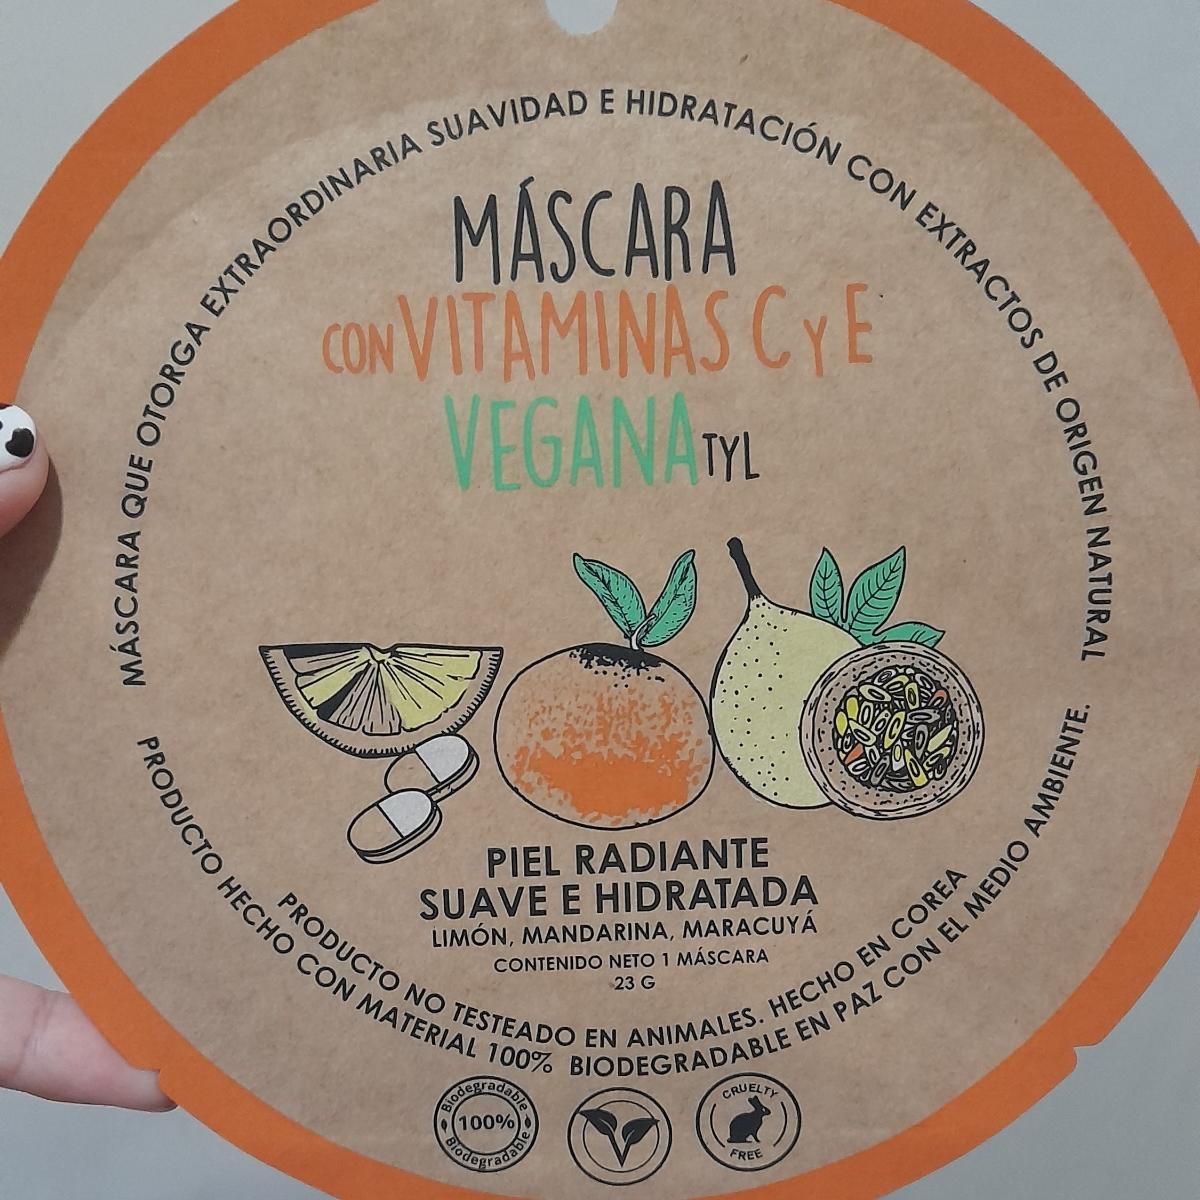 MÁSCARA QUE OTORGA EXTRAORDINARIA SUAVIDAD E HIDRATACIÓN CON EXTRACTOS DE ORIGEN NATURAL
MÁSCARA
CON VITAMINAS C Y E
VEGANA TYL
PIEL RADIANTE
SUAVE E HIDRATADA
LIMÓN, MANDARINA, MARACUYÁ
CONTENIDO NETO 1 MÁSCARA
23 G
PRODUCTO NO TESTEADO EN ANIMALES. HECHO EN COREA
PRODUCTO HECHO CON MATERIAL 100% BIODEGRADABLE EN PAZ CON EL MEDIO AMBIENTE.
Biodegradable
100%
Biodegradable
CRUELTY
FREE